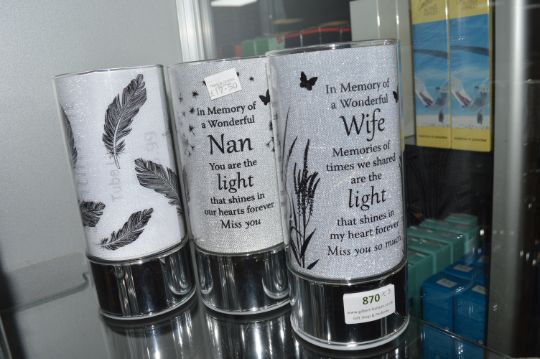 In Memory of
a Wonderful
Nan
You are the
light
that shines in
our hearts forever
Miss you
In Memory of
a Wonderful
Wife
Memories of
times we shared
are the
light
that shines in
my heart forever
Miss you so much
870